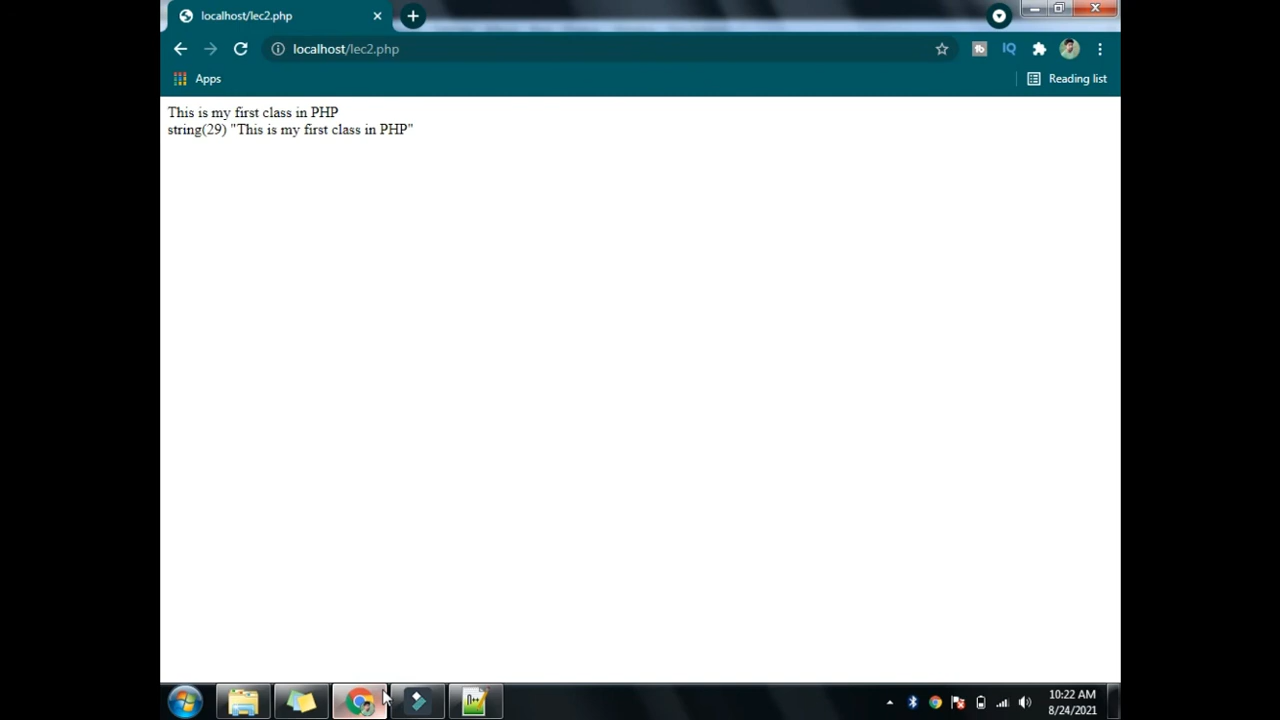 localhost/lec2.php
localhost/lec2.php
IQ
Apps
Reading list
This is my first class in PHP
string(29) "This is my first class in PHP"
10:22 AM
8/24/2021